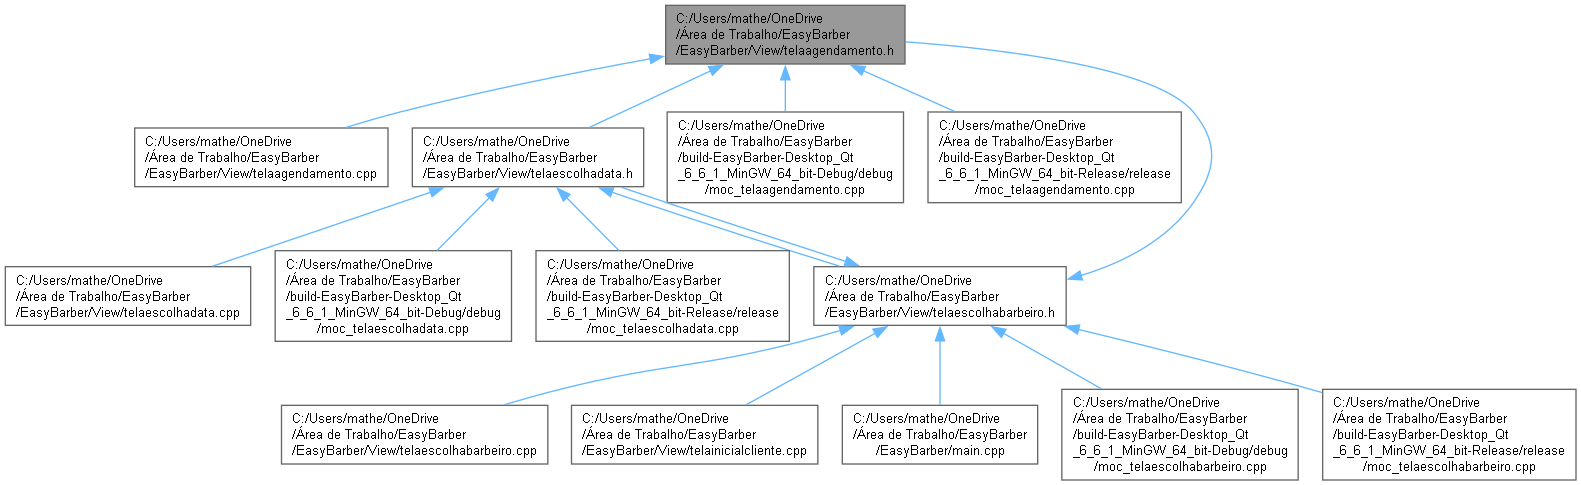 C:/Users/mathe/OneDrive
/Área de Trabalho/EasyBarber
/EasyBarber/View/telaagendamento.h
C:/Users/mathe/OneDrive
/Área de Trabalho/EasyBarber
/EasyBarber/View/telaagendamento.cpp
C:/Users/mathe/OneDrive
/Área de Trabalho/EasyBarber
/EasyBarber/View/telaescolhadata.h
C:/Users/mathe/OneDrive
/Área de Trabalho/EasyBarber
/build-EasyBarber-Desktop_Qt
_6_6_1_MinGW_64_bit-Debug/debug
/moc_telaagendamento.cpp
C:/Users/mathe/OneDrive
/Área de Trabalho/EasyBarber
/build-EasyBarber-Desktop_Qt
_6_6_1_MinGW_64_bit-Release/release
/moc_telaagendamento.cpp
C:/Users/mathe/OneDrive
/Área de Trabalho/EasyBarber
/EasyBarber/View/telaescolhadata.cpp
C:/Users/mathe/OneDrive
/Área de Trabalho/EasyBarber
/build-EasyBarber-Desktop_Qt
_6_6_1_MinGW_64_bit-Debug/debug
/moc_telaescolhadata.cpp
C:/Users/mathe/OneDrive
/Área de Trabalho/EasyBarber
/build-EasyBarber-Desktop_Qt
_6_6_1_MinGW_64_bit-Release/release
/moc_telaescolhadata.cpp
C:/Users/mathe/OneDrive
/Área de Trabalho/EasyBarber
/EasyBarber/View/telaescolhabarbeiro.h
C:/Users/mathe/OneDrive
/Área de Trabalho/EasyBarber
/EasyBarber/View/telaescolhabarbeiro.cpp
C:/Users/mathe/OneDrive
/Área de Trabalho/EasyBarber
/EasyBarber/View/telainicialcliente.cpp
C:/Users/mathe/OneDrive
/Área de Trabalho/EasyBarber
/EasyBarber/main.cpp
C:/Users/mathe/OneDrive
/Área de Trabalho/EasyBarber
/build-EasyBarber-Desktop_Qt
_6_6_1_MinGW_64_bit-Debug/debug
/moc_telaescolhabarbeiro.cpp
C:/Users/mathe/OneDrive
/Área de Trabalho/EasyBarber
/build-EasyBarber-Desktop_Qt
_6_6_1_MinGW_64_bit-Release/release
/moc_telaescolhabarbeiro.cpp